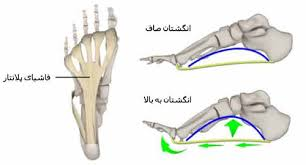 انگشتان صاف
فاشیای پلانتار
انگشتان به بالا